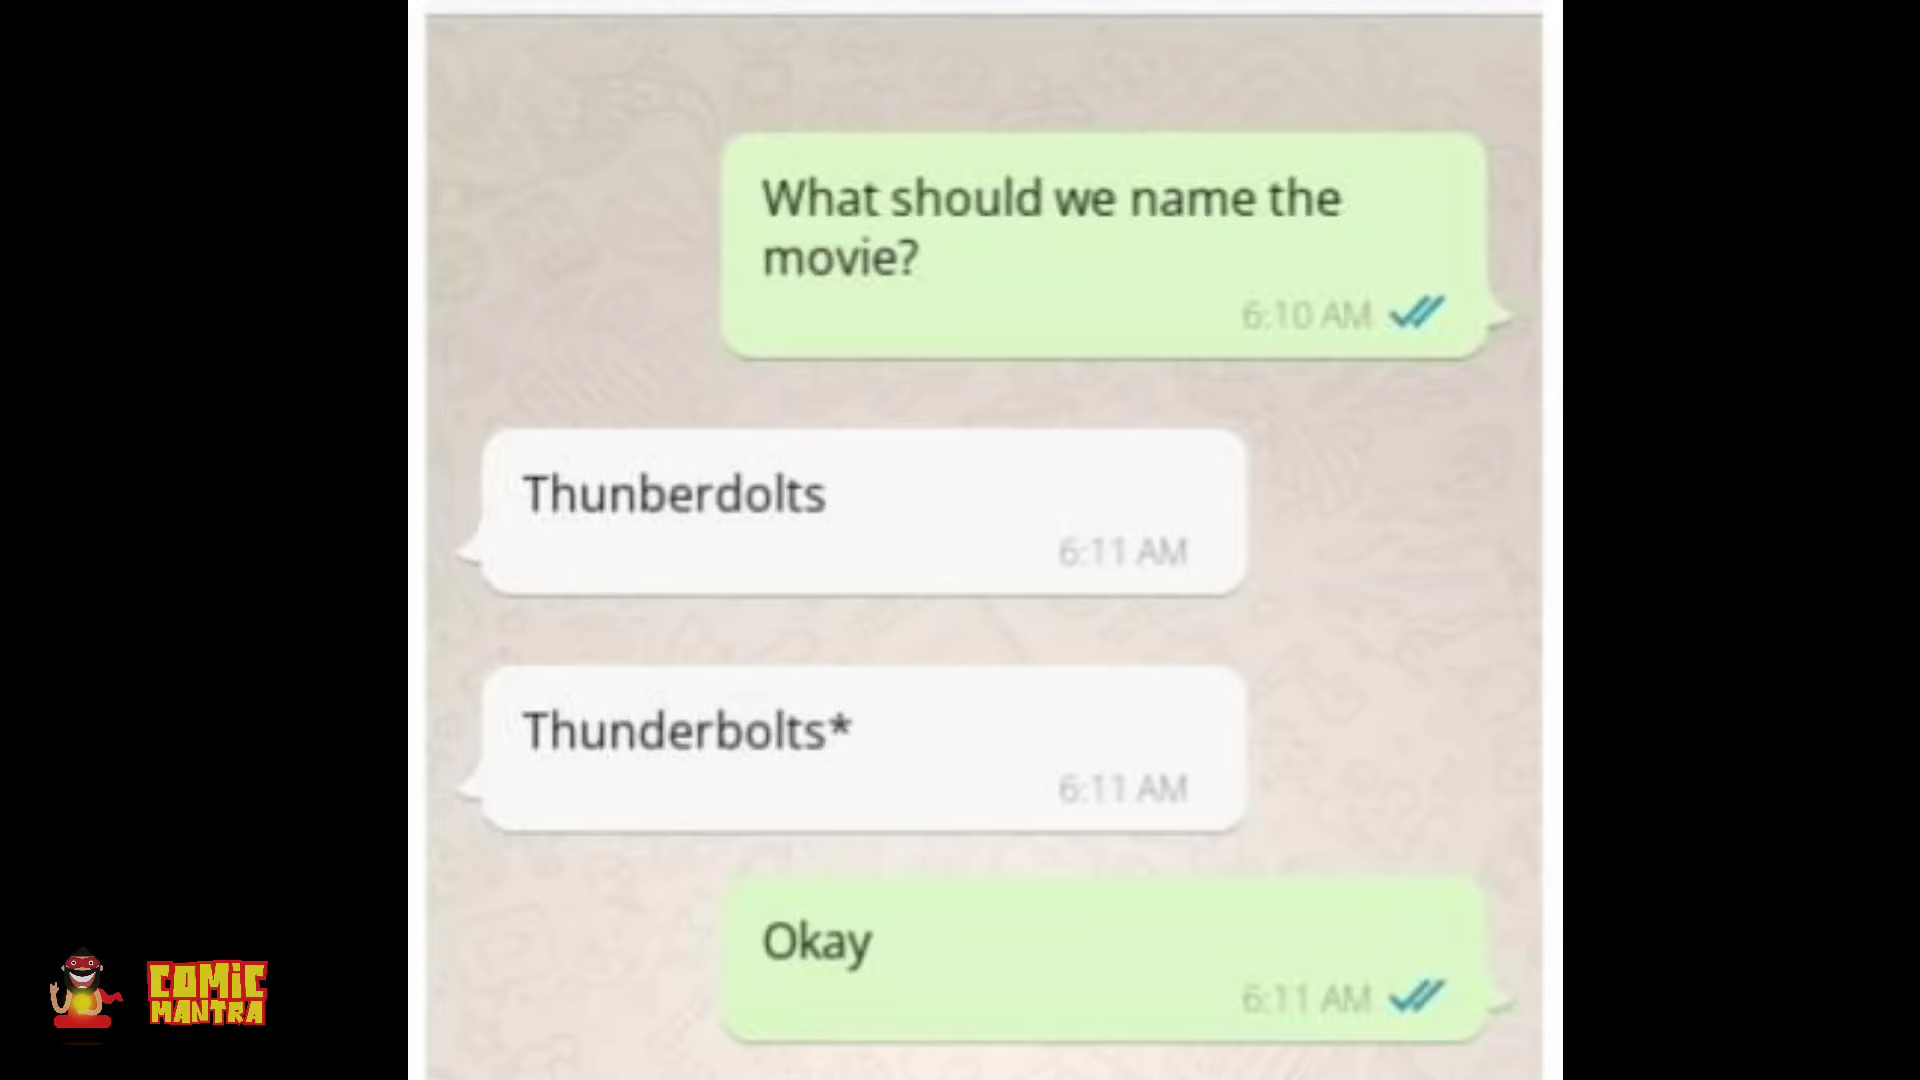 What should we name the
movie?
6:10 AM
Thunberdolts
6:11 AM
Thunderbolts*
6:11 AM
Okay
6:11 AM
COMIC
MANTRA